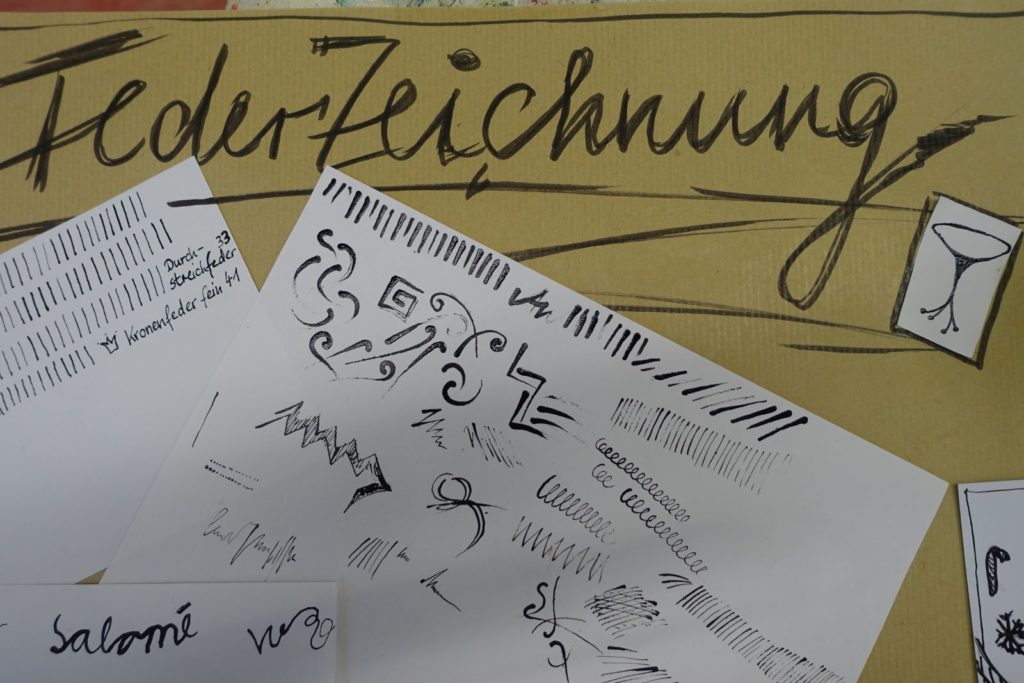 FederZeichnung
Durch- 33
streichfeder
Kronenfeder fein 41
Salomé